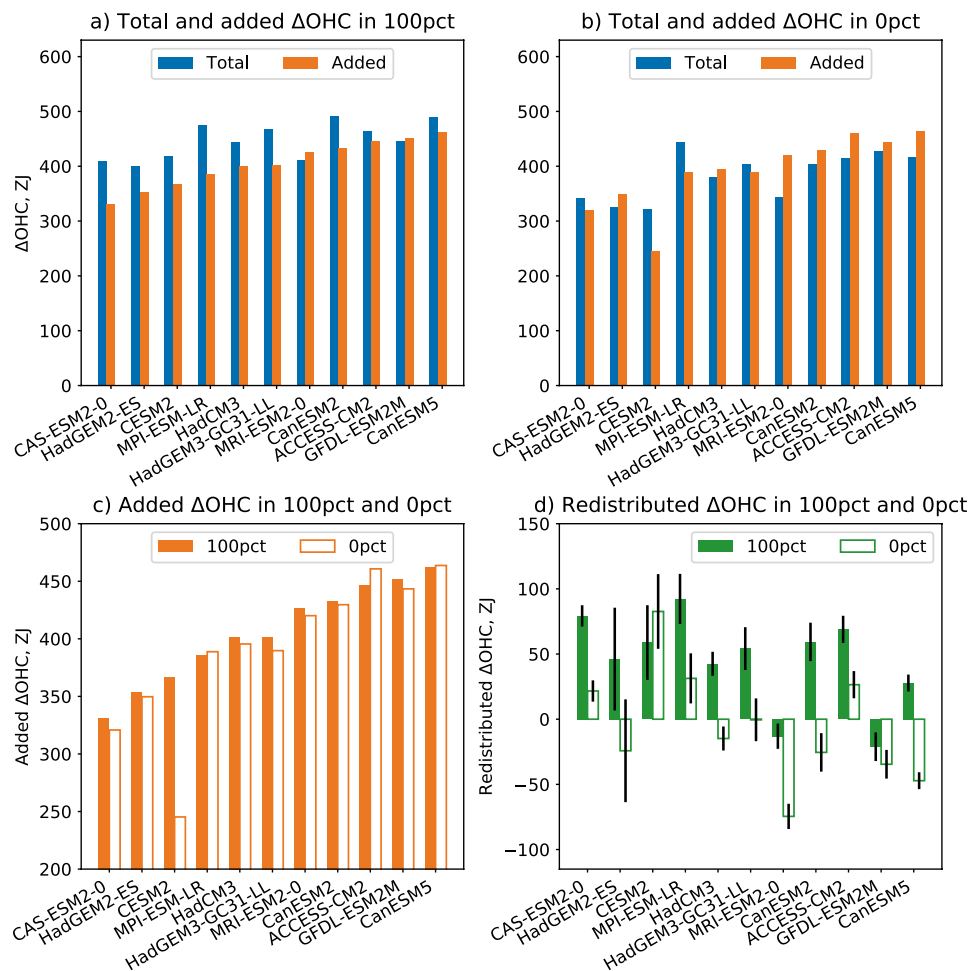 a) Total and added ΔOHC in 100pct
Total Added
ΔOHC, ZJ
600
500
400
300
200
100
0
CAS-ESM2-0
HadGEM2-ES
CESM2
MPI-ESM-LR
HadCM3
HadGEM3-GC31-LL
MRI-ESM2-0
CanESM2
ACCESS-CM2
GFDL-ESM2M
CanESM5
b) Total and added ΔOHC in 0pct
Total Added
600
500
400
300
200
100
0
CAS-ESM2-0
HadGEM2-ES
CESM2
MPI-ESM-LR
HadCM3
HadGEM3-GC31-LL
MRI-ESM2-0
CanESM2
ACCESS-CM2
GFDL-ESM2M
CanESM5
c) Added ΔOHC in 100pct and 0pct
100pct 0pct
Added ΔOHC, ZJ
500
450
400
350
300
250
200
CAS-ESM2-0
HadGEM2-ES
CESM2
MPI-ESM-LR
HadCM3
HadGEM3-GC31-LL
MRI-ESM2-0
CanESM2
ACCESS-CM2
GFDL-ESM2M
CanESM5
d) Redistributed ΔOHC in 100pct and 0pct
100pct 0pct
Redistributed ΔOHC, ZJ
150
100
50
0
−50
−100
CAS-ESM2-0
HadGEM2-ES
CESM2
MPI-ESM-LR
HadCM3
HadGEM3-GC31-LL
MRI-ESM2-0
CanESM2
ACCESS-CM2
GFDL-ESM2M
CanESM5